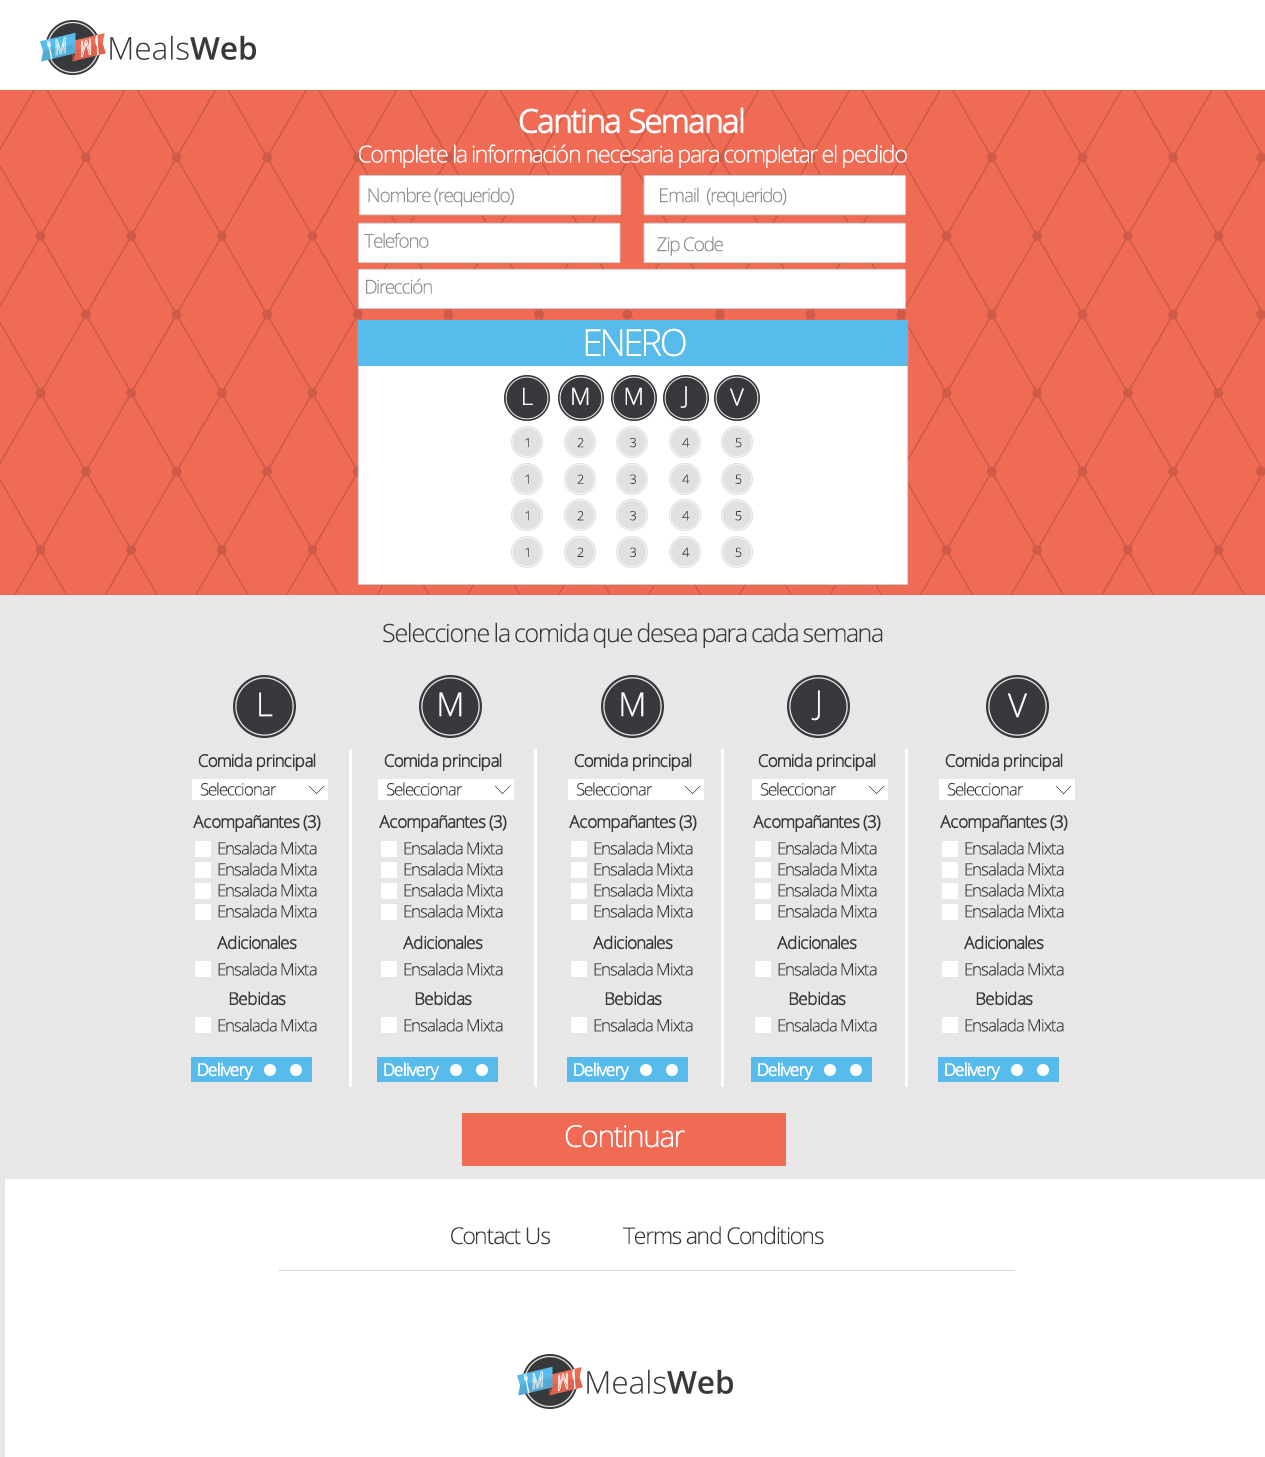 MW MealsWeb
Cantina Semanal
Complete la información necesaria para completar el pedido
Nombre (requerido) Email (requerido)
Telefono Zip Code
Dirección
ENERO
L M M J V
1 2 3 4 5
1 2 3 4 5
1 2 3 4 5
1 2 3 4 5
Seleccione la comida que desea para cada semana
L M M J V
Comida principal Comida principal Comida principal Comida principal Comida principal
Seleccionar Seleccionar Seleccionar Seleccionar Seleccionar
Acompañantes (3) Acompañantes (3) Acompañantes (3) Acompañantes (3) Acompañantes (3)
Ensalada Mixta Ensalada Mixta Ensalada Mixta Ensalada Mixta Ensalada Mixta
Ensalada Mixta Ensalada Mixta Ensalada Mixta Ensalada Mixta Ensalada Mixta
Ensalada Mixta Ensalada Mixta Ensalada Mixta Ensalada Mixta Ensalada Mixta
Ensalada Mixta Ensalada Mixta Ensalada Mixta Ensalada Mixta Ensalada Mixta
Adicionales Adicionales Adicionales Adicionales Adicionales
Ensalada Mixta Ensalada Mixta Ensalada Mixta Ensalada Mixta Ensalada Mixta
Bebidas Bebidas Bebidas Bebidas Bebidas
Ensalada Mixta Ensalada Mixta Ensalada Mixta Ensalada Mixta Ensalada Mixta
Delivery Delivery Delivery Delivery Delivery
Continuar
Contact Us Terms and Conditions
MW MealsWeb